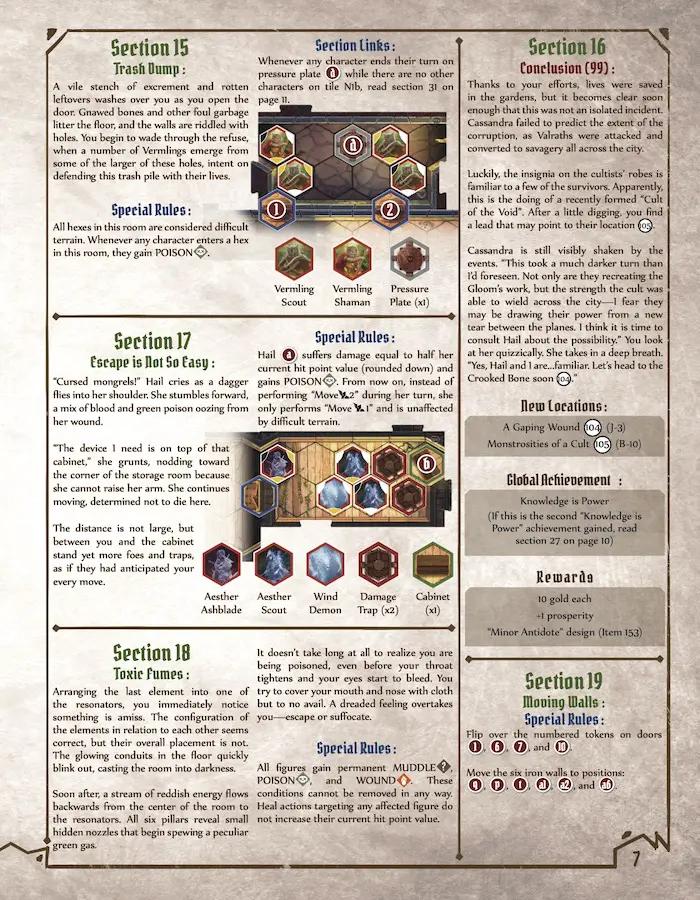 Section 15
Trash Dump:
A vile stench of excrement and rotten
leftovers washes over you as you open the
door. Gnawed bones and other foul garbage
litter the floor, and the walls are riddled with
holes. You begin to wade through the refuse,
when a number of Vermlings emerge from
some of the larger of these holes, intent on
defending this trash pile with their lives.
Special Rules:
All hexes in this room are considered difficult
terrain. Whenever any character enters a hex
in this room, they gain POISON.
Section Links:
Whenever any character ends their turn on
pressure plate a while there are no other
characters on tile N1b, read section 31 on
page 11.
a
1
2
Vermling
Scout
Vermling
Shaman
Pressure
Plate (x1)
Section 17
Escape is Not So Easy:
“Cursed mongrels!” Hail cries as a dagger
flies into her shoulder. She stumbles forward,
a mix of blood and green poison oozing from
her wound.
“The device I need is on top of that
cabinet,” she grunts, nodding toward
the corner of the storage room because
she cannot raise her arm. She continues
moving, determined not to die here.
The distance is not large, but
between you and the cabinet
stand yet more foes and traps,
as if they had anticipated your
every move.
Special Rules:
Hail a suffers damage equal to half her
current hit point value (rounded down) and
gains POISON. From now on, instead of
performing “Move 2” during her turn, she
only performs “Move 1” and is unaffected
by difficult terrain.
b
Aesther
Ashblade
Aesther
Scout
Wind
Demon
Damage
Trap (x2)
Cabinet
(x1)
Section 18
Toxic Fumes:
Arranging the last element into one of
the resonators, you immediately notice
something is amiss. The configuration of
the elements in relation to each other seems
correct, but their overall placement is not.
The glowing conduits in the floor quickly
blink out, casting the room into darkness.
Soon after, a stream of reddish energy flows
backwards from the center of the room to
the resonators. All six pillars reveal small
hidden nozzles that begin spewing a peculiar
green gas.
It doesn’t take long at all to realize you are
being poisoned, even before your throat
tightens and your eyes start to bleed. You
try to cover your mouth and nose with cloth
but to no avail. A dreaded feeling overtakes
you—escape or suffocate.
Special Rules:
All figures gain permanent MUDDLE,
POISON, and WOUND. These
conditions cannot be removed in any way.
Heal actions targeting any affected figure do
not increase their current hit point value.
Section 16
Conclusion (99):
Thanks to your efforts, lives were saved
in the gardens, but it becomes clear soon
enough that this was not an isolated incident.
Cassandra failed to predict the extent of the
corruption, as Valraths were attacked and
converted to savagery all across the city.
Luckily, the insignia on the cultists’ robes is
familiar to a few of the survivors. Apparently,
this is the doing of a recently formed “Cult
of the Void”. After a little digging, you find
a lead that may point to their location 105.
Cassandra is still visibly shaken by the
events. “This took a much darker turn than
I’d foreseen. Not only are they recreating the
Gloom’s work, but the strength the cult was
able to wield across the city—I fear they
may be drawing their power from a new
tear between the planes. I think it is time to
consult Hail about the possibility.” You look
at her quizzically. She takes in a deep breath.
“Yes, Hail and I are...familiar. Let’s head to the
Crooked Bone soon 104.”
New Locations:
A Gaping Wound 104 (J-3)
Monstrosities of a Cult 105 (B-10)
Global Achievement :
Knowledge is Power
(If this is the second “Knowledge is
Power” achievement gained, read
section 27 on page 10)
Rewards
10 gold each
+1 prosperity
“Minor Antidote” design (Item 153)
Section 19
Moving Walls:
Special Rules:
Flip over the numbered tokens on doors
1, 6, 7, and 10.
Move the six iron walls to positions:
7